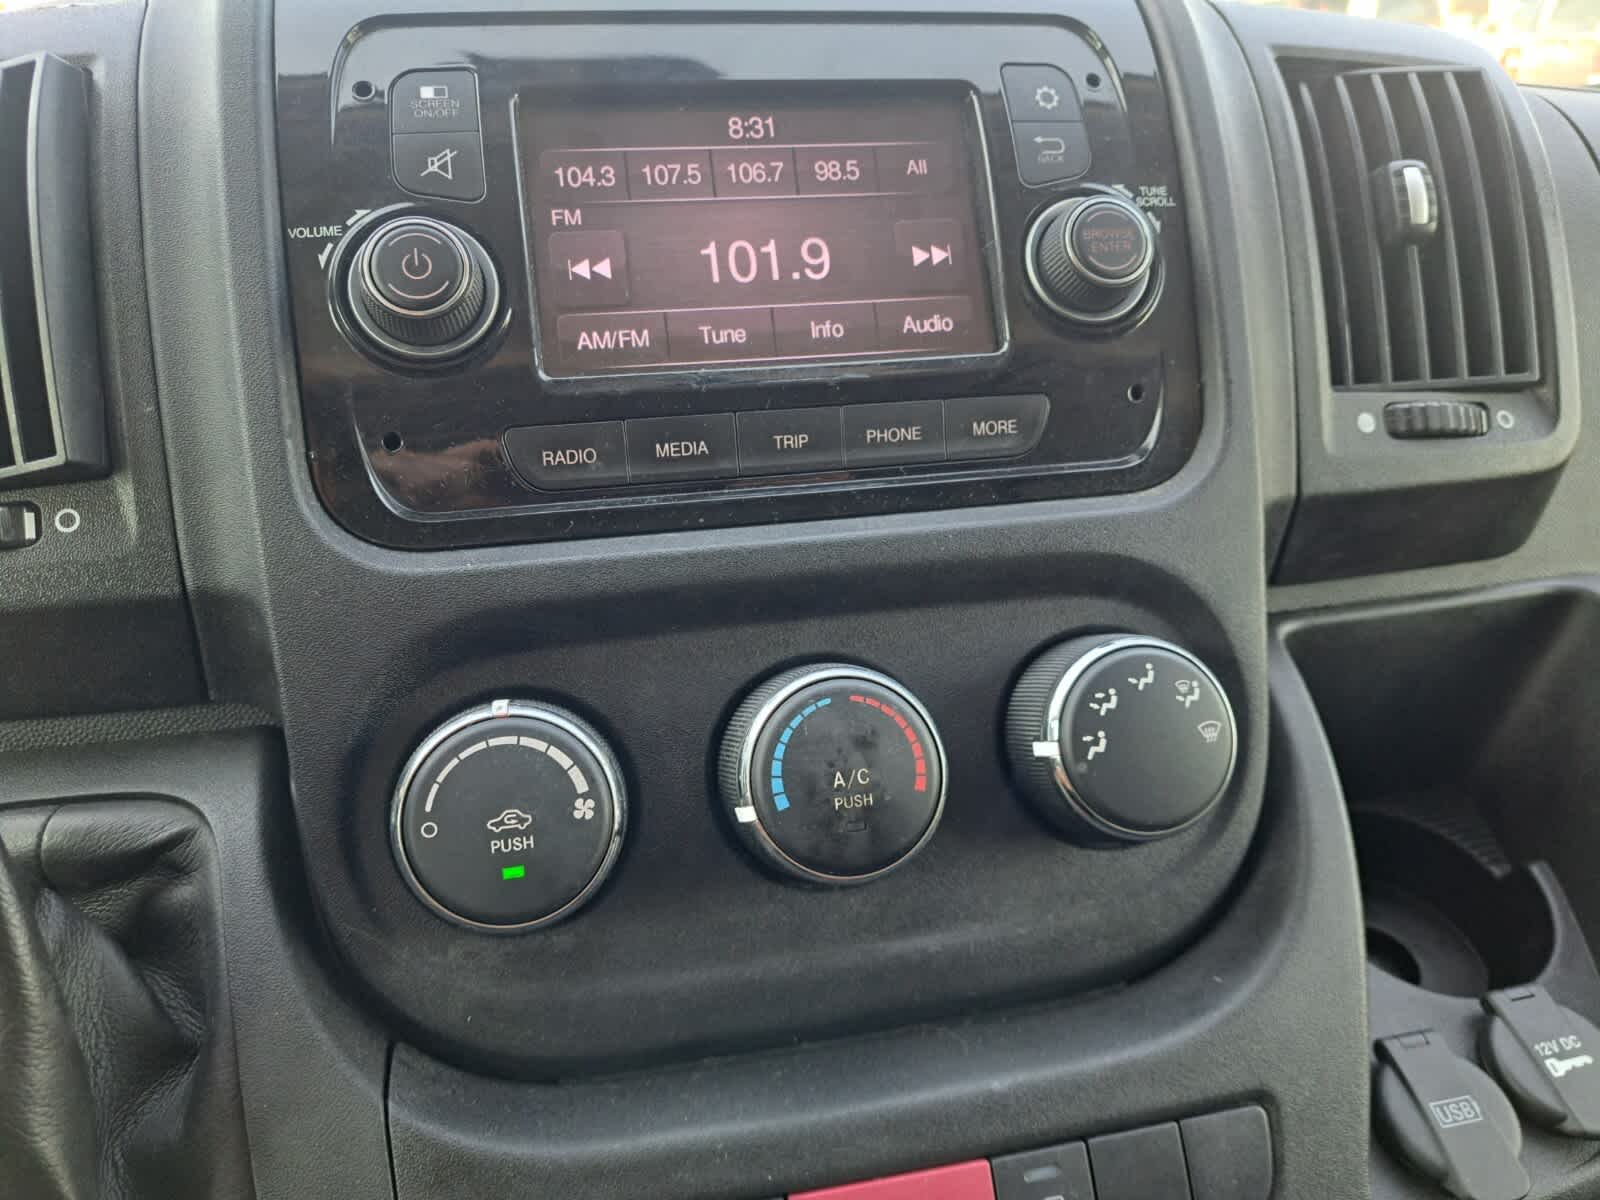 SCREEN
ON/OFF
BACK
VOLUME
TUNE
SCROLL
BROWSE
ENTER
8:31
104.3 107.5 106.7 98.5 All
FM
101.9
AM/FM Tune Info Audio
RADIO MEDIA TRIP PHONE MORE
PUSH
A/C
PUSH
12V DC
USB